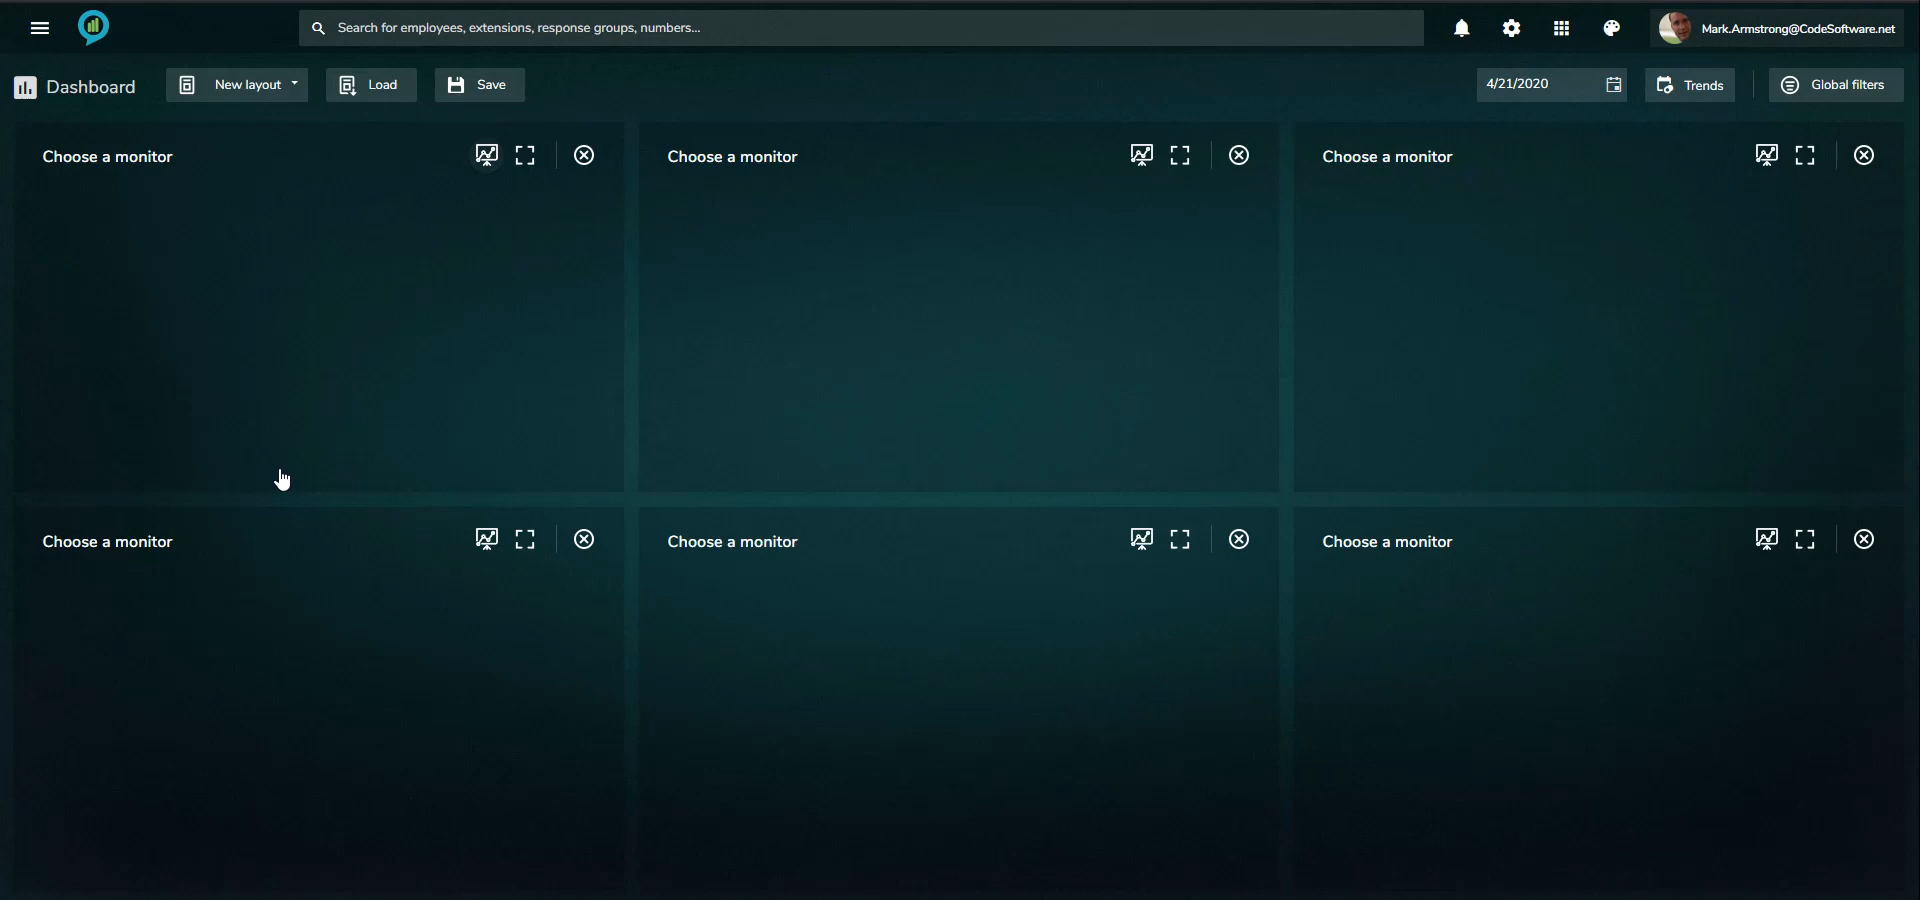 Search for employees, extensions, response groups, numbers...
Mark.Armstrong@CodeSoftware.net
Dashboard
New layout
Load
Save
4/21/2020
Trends
Global filters
Choose a monitor
Choose a monitor
Choose a monitor
Choose a monitor
Choose a monitor
Choose a monitor